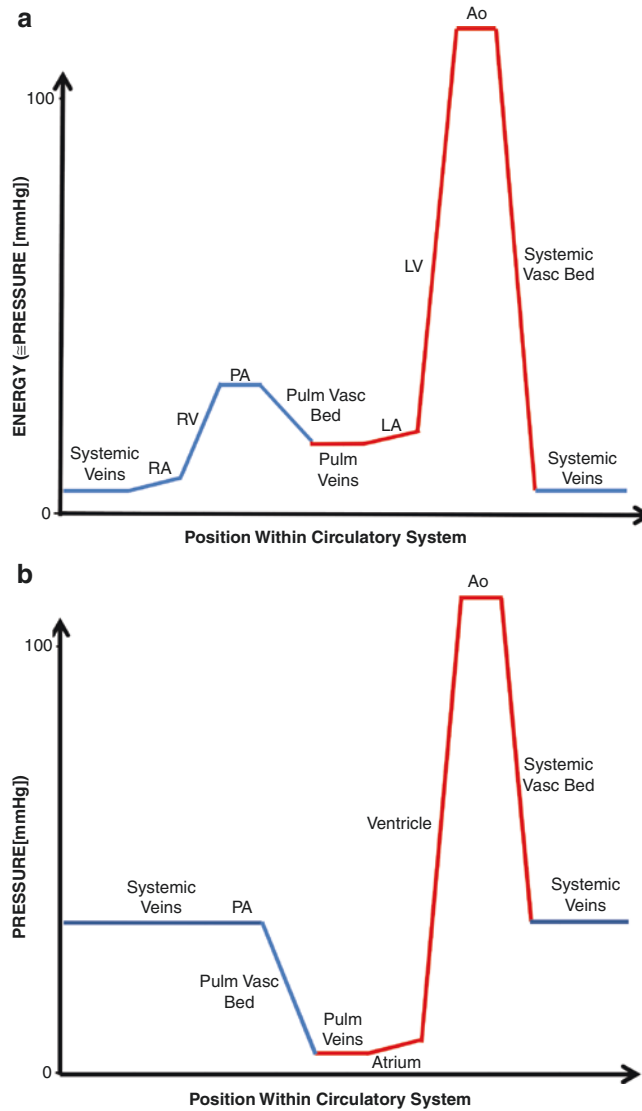 a
Ao
100
ENERGY (≅PRESSURE [mmHg])
LV
Systemic
Vasc Bed
PA
Pulm Vasc
Bed
RV
LA
Systemic
Veins
RA
Pulm
Veins
Systemic
Veins
0
Position Within Circulatory System
b
Ao
100
PRESSURE[mmHg])
Systemic
Vasc Bed
Ventricle
Systemic
Veins
PA
Systemic
Veins
Pulm Vasc
Bed
Pulm
Veins
Atrium
0
Position Within Circulatory System